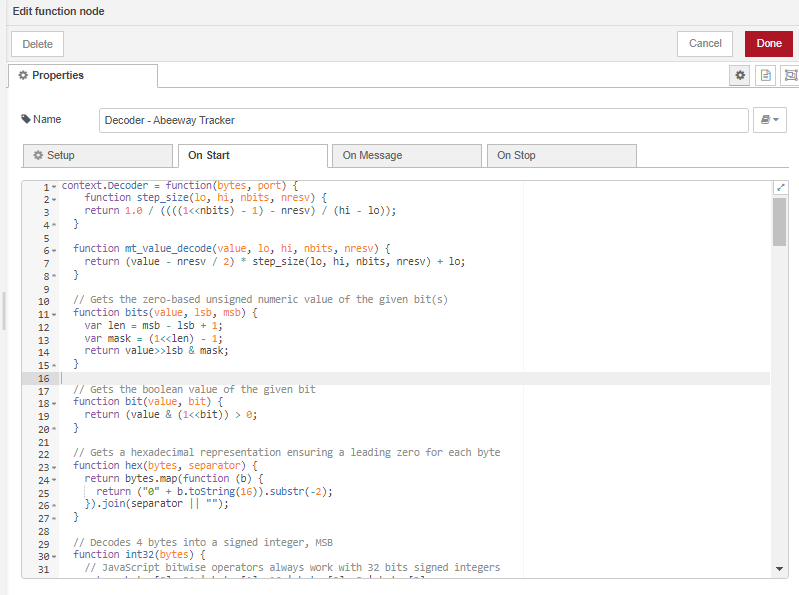 Edit function node
Delete
Cancel
Done
Properties
Name
Decoder - Abeeway Tracker
Setup
On Start
On Message
On Stop
1 context.Decoder = function(bytes, port) {
2 function step_size(lo, hi, nbits, nresv) {
3 return 1.0 / ((((1<<nbits) - 1) - nresv) / (hi - lo));
4 }
5
6 function mt_value_decode(value, lo, hi, nbits, nresv) {
7 return (value - nresv / 2) * step_size(lo, hi, nbits, nresv) + lo;
8 }
9
10 // Gets the zero-based unsigned numeric value of the given bit(s)
11 function bits(value, lsb, msb) {
12 var len = msb - lsb + 1;
13 var mask = (1<<len) - 1;
14 return value>>lsb & mask;
15 }
16
17 // Gets the boolean value of the given bit
18 function bit(value, bit) {
19 return (value & (1<<bit)) > 0;
20 }
21
22 // Gets a hexadecimal representation ensuring a leading zero for each byte
23 function hex(bytes, separator) {
24 return bytes.map(function (b) {
25 return ("0" + b.toString(16)).substr(-2);
26 }).join(separator || "");
27 }
28
29 // Decodes 4 bytes into a signed integer, MSB
30 function int32(bytes) {
31 // JavaScript bitwise operators always work with 32 bits signed integers